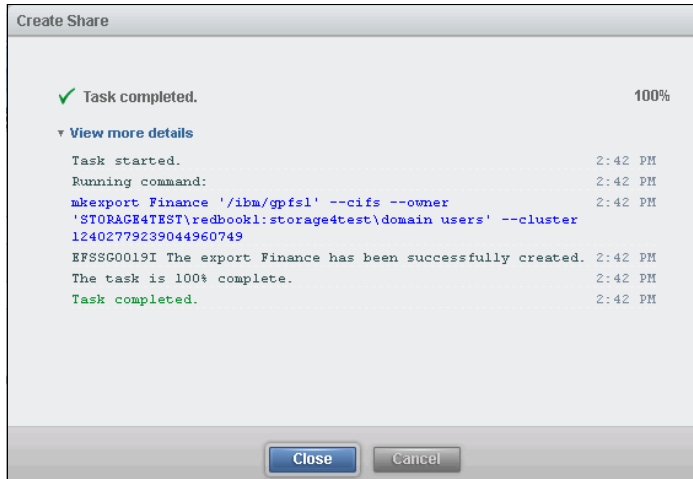 Create Share
Task completed. 100%
View more details
Task started. 2:42 PM
Running command: 2:42 PM
mkexport Finance '/ibm/gpfs1' --cifs --owner 2:42 PM
'STORAGE4TEST\redbook1:storage4test\domain users' --cluster
12402779239044960749
EFSSG0019I The export Finance has been successfully created. 2:42 PM
The task is 100% complete. 2:42 PM
Task completed. 2:42 PM
Close Cancel